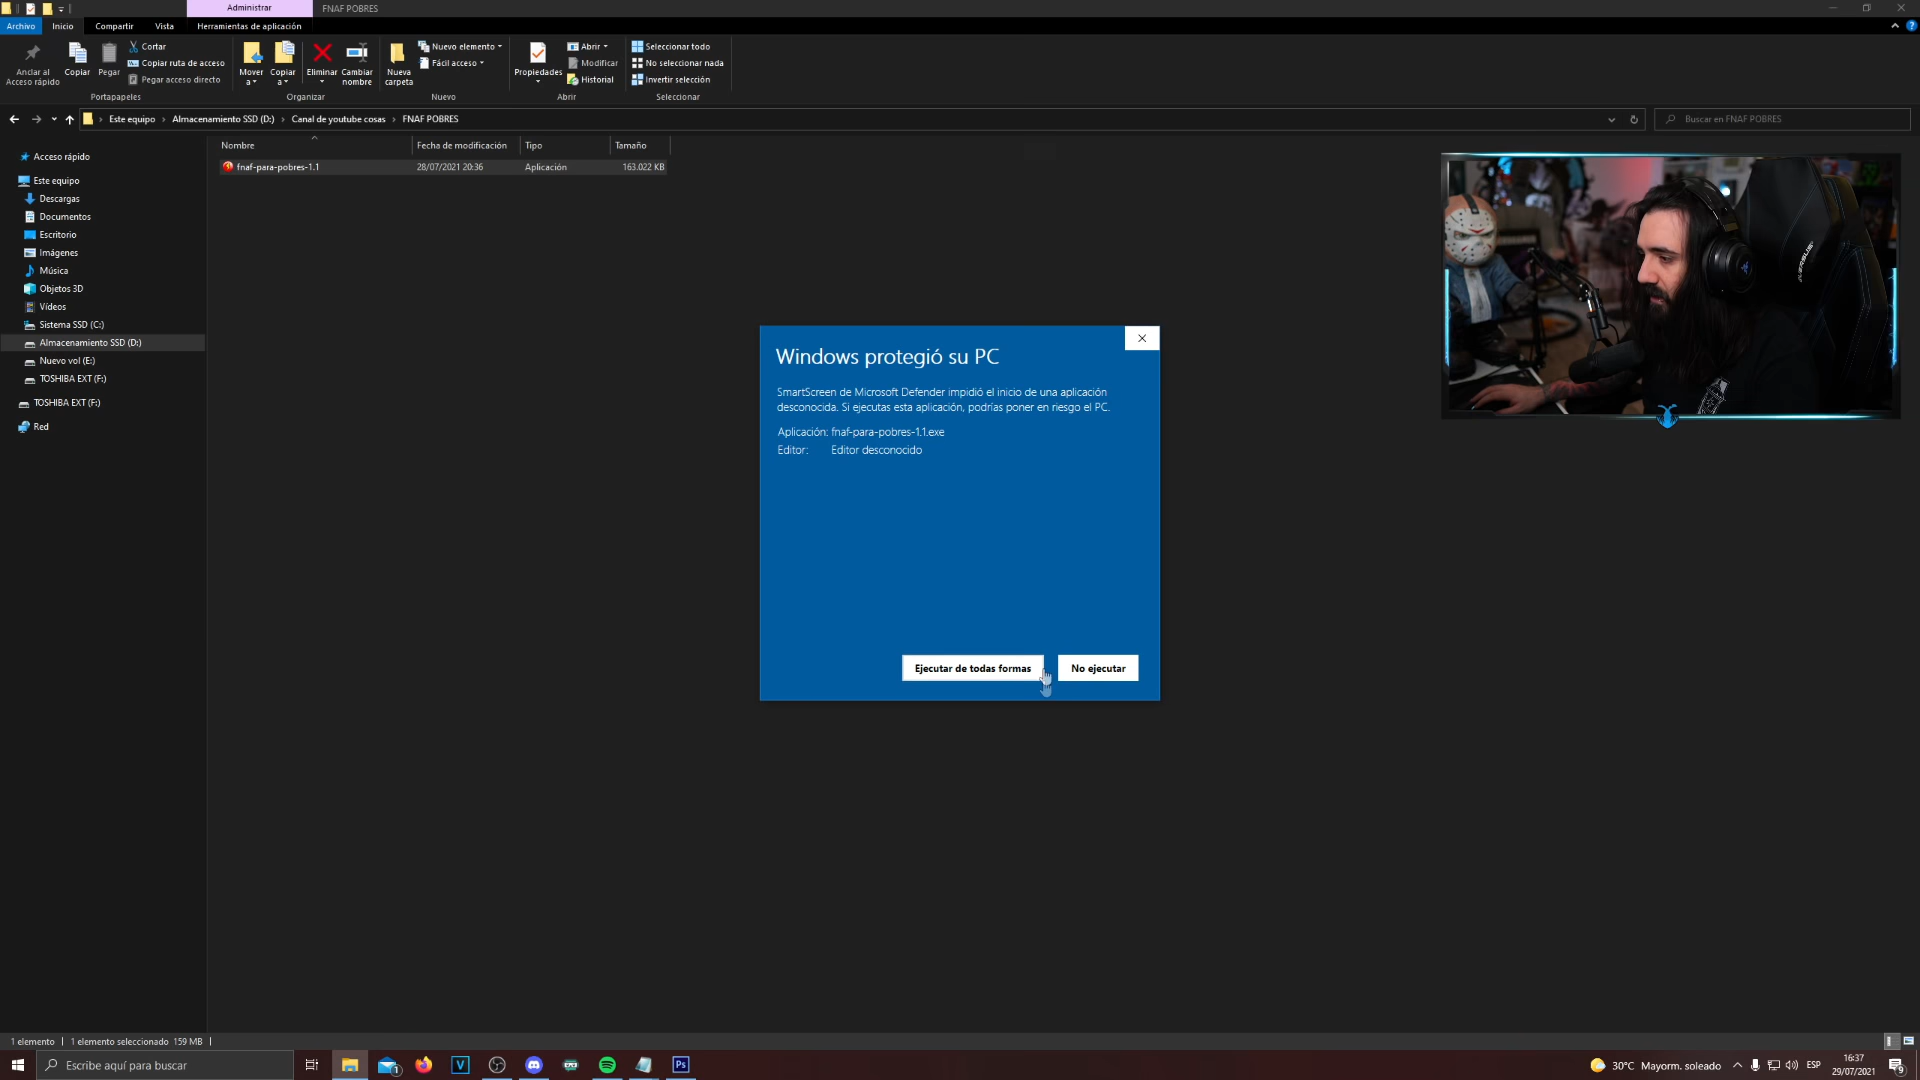 Administrar
FNAF POBRES
Archivo
Inicio
Compartir
Vista
Herramientas de aplicación
Anclar al
Acceso rápido
Copiar
Pegar
Cortar
Copiar ruta de acceso
Pegar acceso directo
Portapapeles
Mover
a
Copiar
a
Eliminar
Cambiar
nombre
Organizar
Nueva
carpeta
Nuevo elemento
Fácil acceso
Nuevo
Propiedades
Abrir
Modificar
Historial
Abrir
Seleccionar todo
No seleccionar nada
Invertir selección
Seleccionar
Este equipo > Almacenamiento SSD (D:) > Canal de youtube cosas > FNAF POBRES
Buscar en FNAF POBRES
Acceso rápido
Este equipo
Descargas
Documentos
Escritorio
Imágenes
Música
Objetos 3D
Vídeos
Sistema SSD (C:)
Almacenamiento SSD (D:)
Nuevo vol (E:)
TOSHIBA EXT (F:)
TOSHIBA EXT (F:)
Red
Nombre Fecha de modificación Tipo Tamaño
fnaf-para-pobres-1.1 28/07/2021 20:36 Aplicación 163.022 KB
Windows protegió su PC
SmartScreen de Microsoft Defender impidió el inicio de una aplicación
desconocida. Si ejecutas esta aplicación, podrías poner en riesgo el PC.
Aplicación: fnaf-para-pobres-1.1.exe
Editor: Editor desconocido
Ejecutar de todas formas
No ejecutar
1 elemento
1 elemento seleccionado 159 MB
Escribe aquí para buscar
1
V
Ps
30°C Mayorm. soleado
ESP
16:37
29/07/2021
9